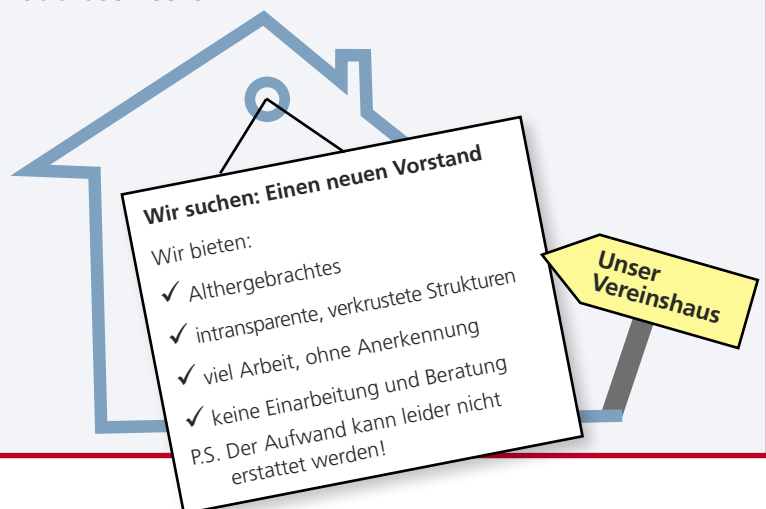 Wir suchen: Einen neuen Vorstand
Wir bieten:
✓ Althergebrachtes
✓ intransparente, verkrustete Strukturen
✓ viel Arbeit, ohne Anerkennung
✓ keine Einarbeitung und Beratung
P.S. Der Aufwand kann leider nicht
erstattet werden!
Unser
Vereinshaus